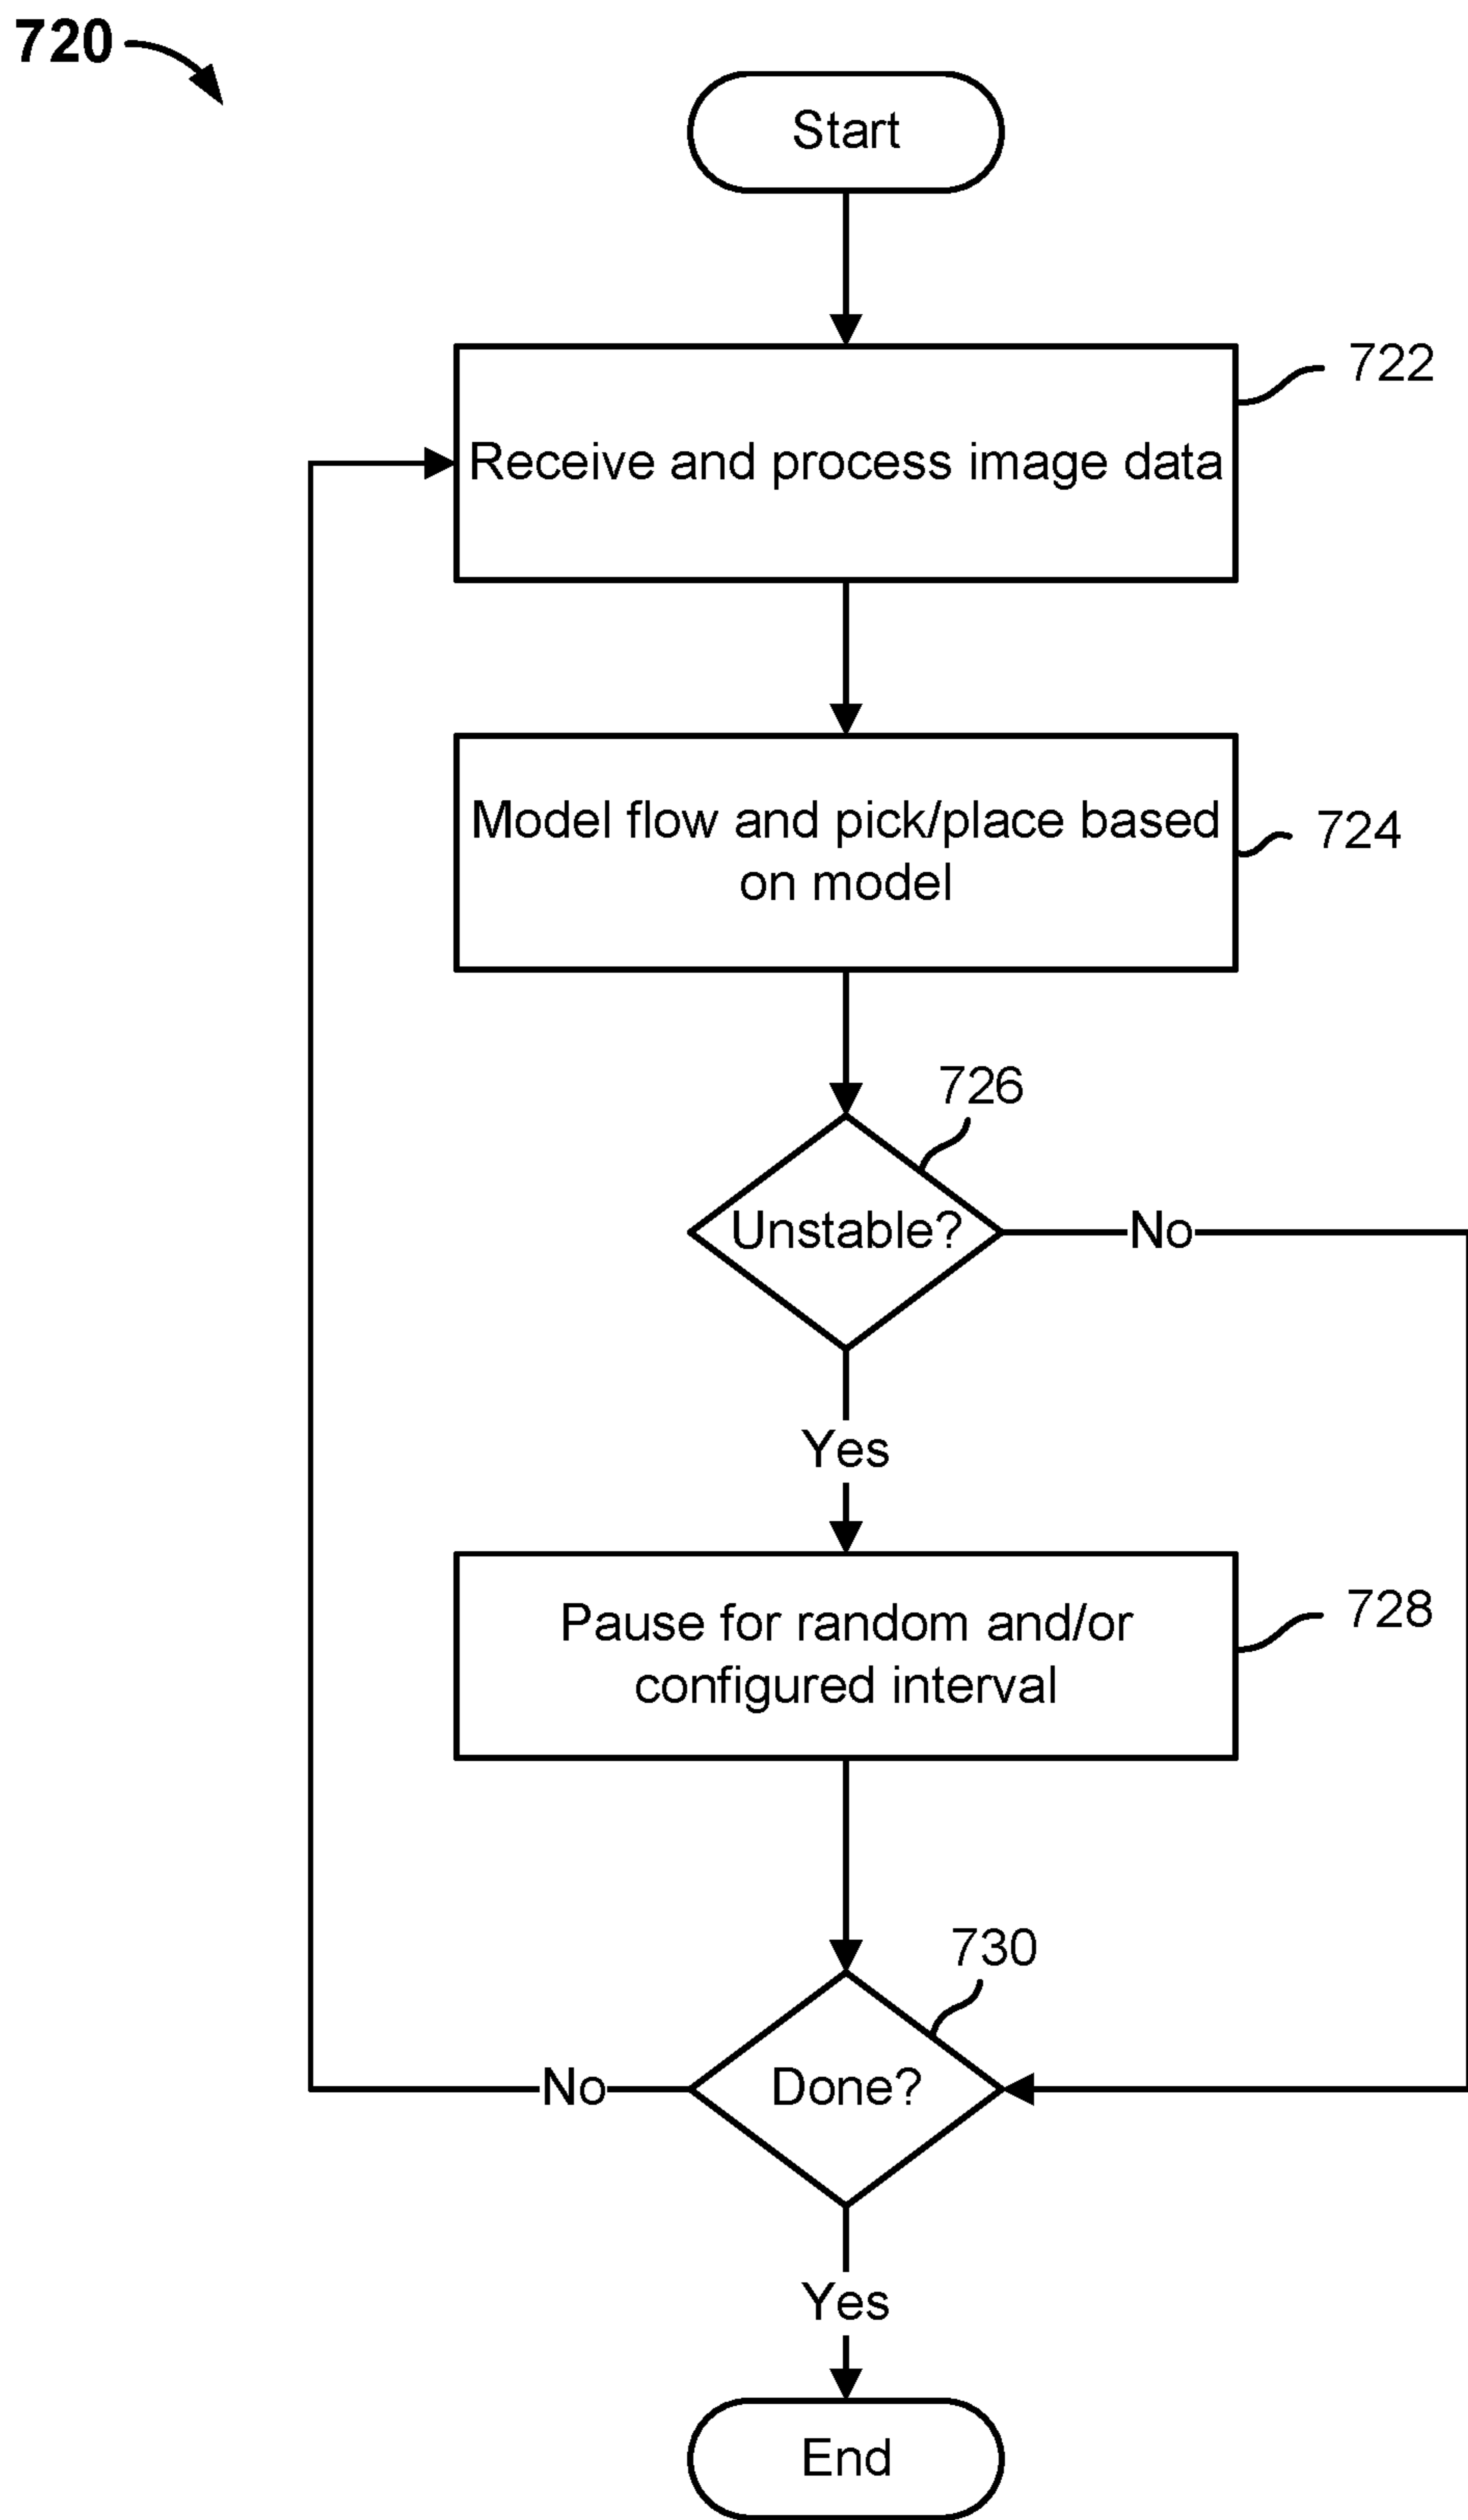 720
Start
722
Receive and process image data
724
Model flow and pick/place based
on model
726
Unstable?
No
Yes
728
Pause for random and/or
configured interval
730
No
Done?
Yes
End